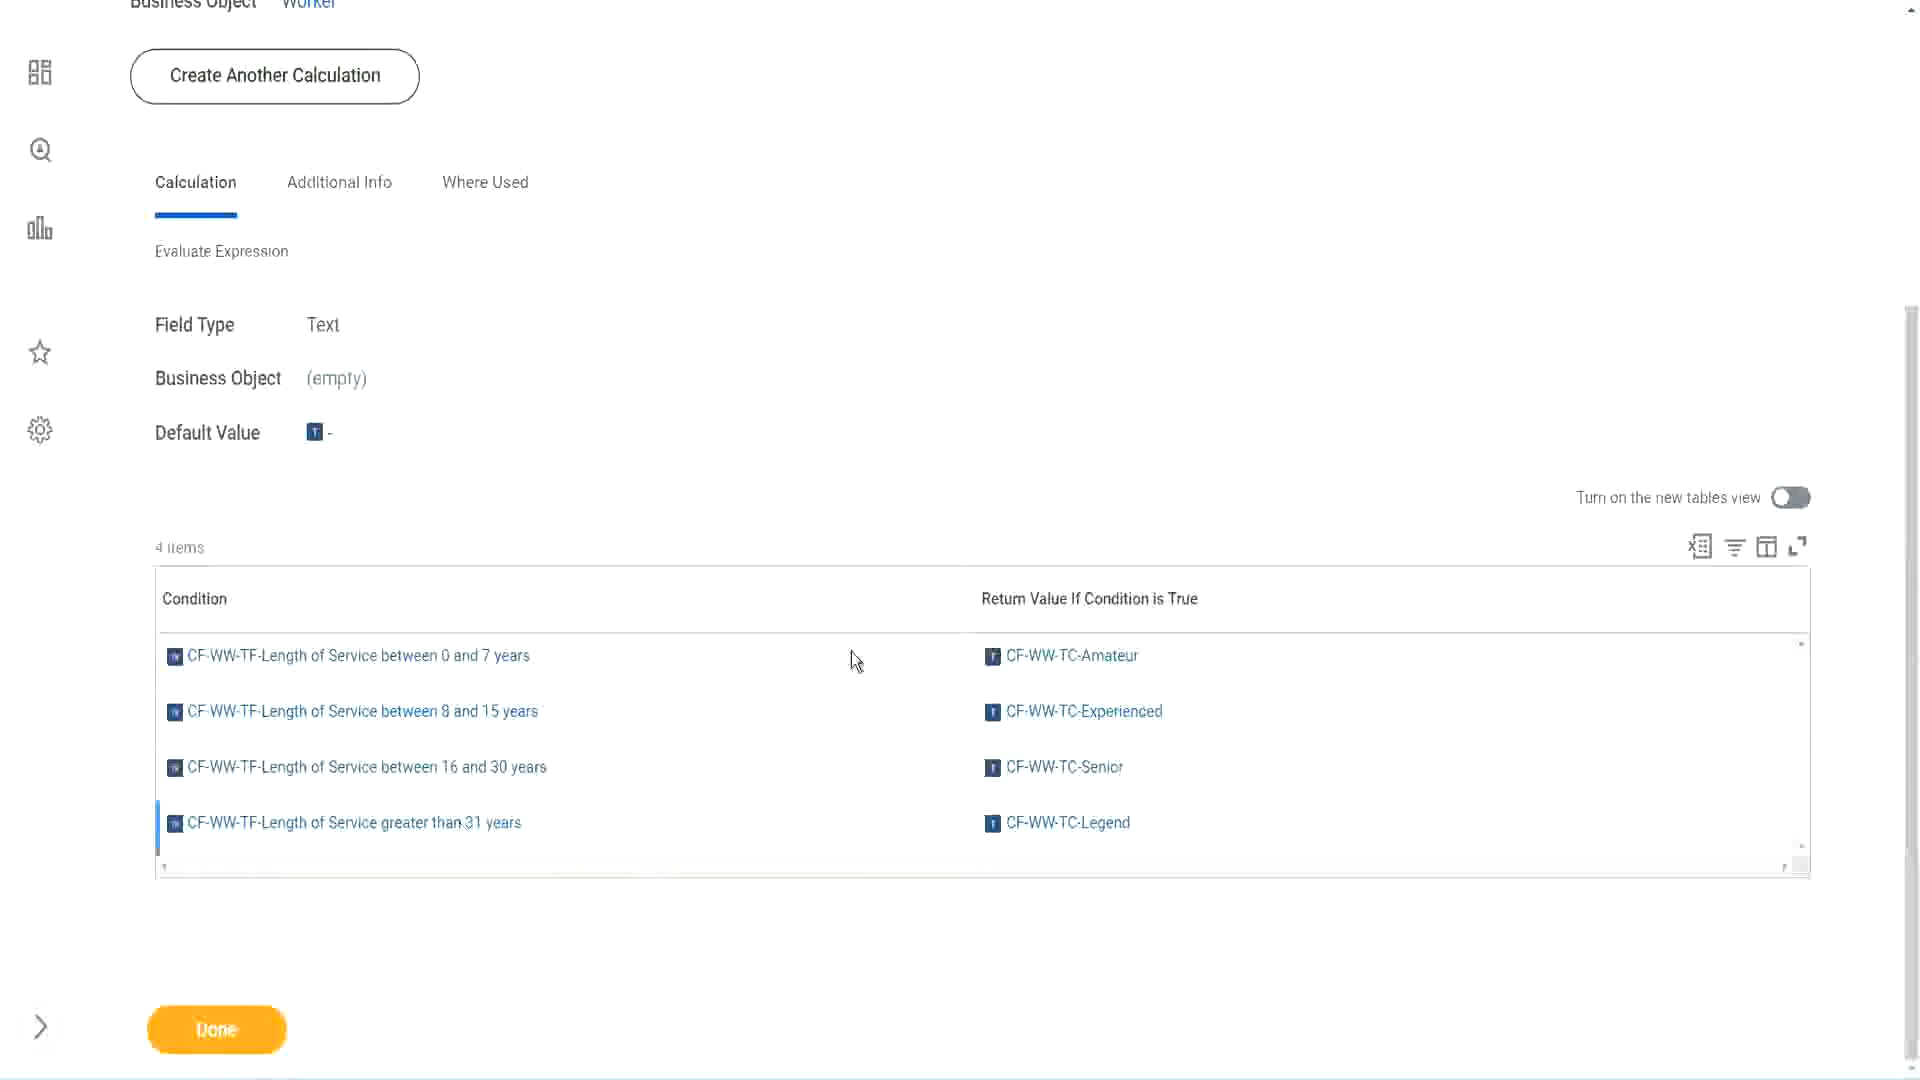 Business Object Worker
Create Another Calculation
Calculation Additional Info Where Used
Evaluate Expression
Field Type Text
Business Object (empty)
Default Value T -
Turn on the new tables view
4 items
Condition Return Value If Condition is True
CF-WW-TF-Length of Service between 0 and 7 years CF-WW-TC-Amateur
CF-WW-TF-Length of Service between 8 and 15 years CF-WW-TC-Experienced
CF-WW-TF-Length of Service between 16 and 30 years CF-WW-TC-Senior
CF-WW-TF-Length of Service greater than 31 years CF-WW-TC-Legend
Done